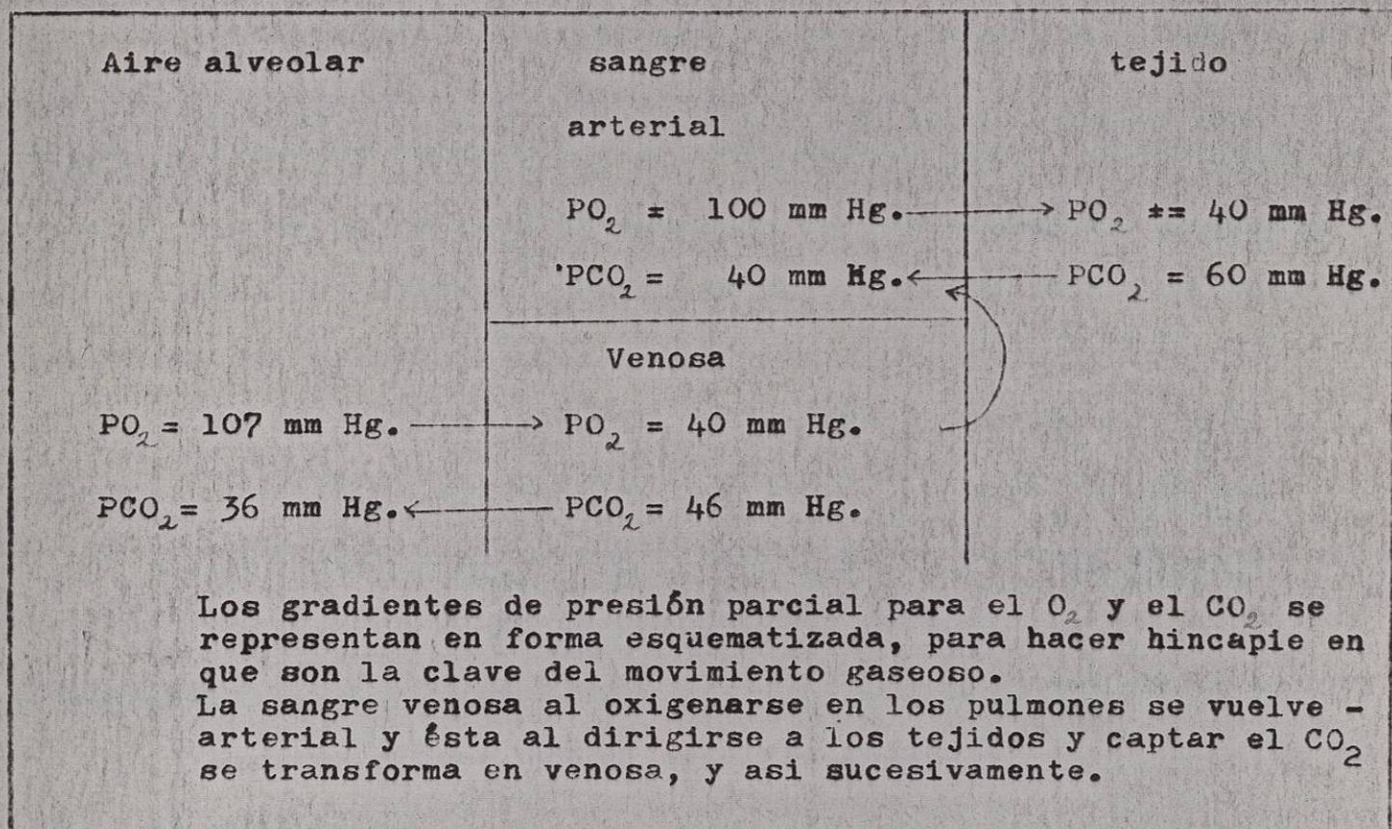 Aire alveolar sangre tejido
arterial
PO2 = 100 mm Hg. → PO2 *= 40 mm Hg.
PCO2 = 40 mm Hg. ← PCO2 = 60 mm Hg.
Venosa
PO2 = 107 mm Hg. → PO2 = 40 mm Hg.
PCO2 = 36 mm Hg. ← PCO2 = 46 mm Hg.
Los gradientes de presión parcial para el O2 y el CO2 se
representan en forma esquematizada, para hacer hincapie en
que son la clave del movimiento gaseoso.
La sangre venosa al oxigenarse en los pulmones se vuelve -
arterial y ésta al dirigirse a los tejidos y captar el CO2
se transforma en venosa, y asi sucesivamente.